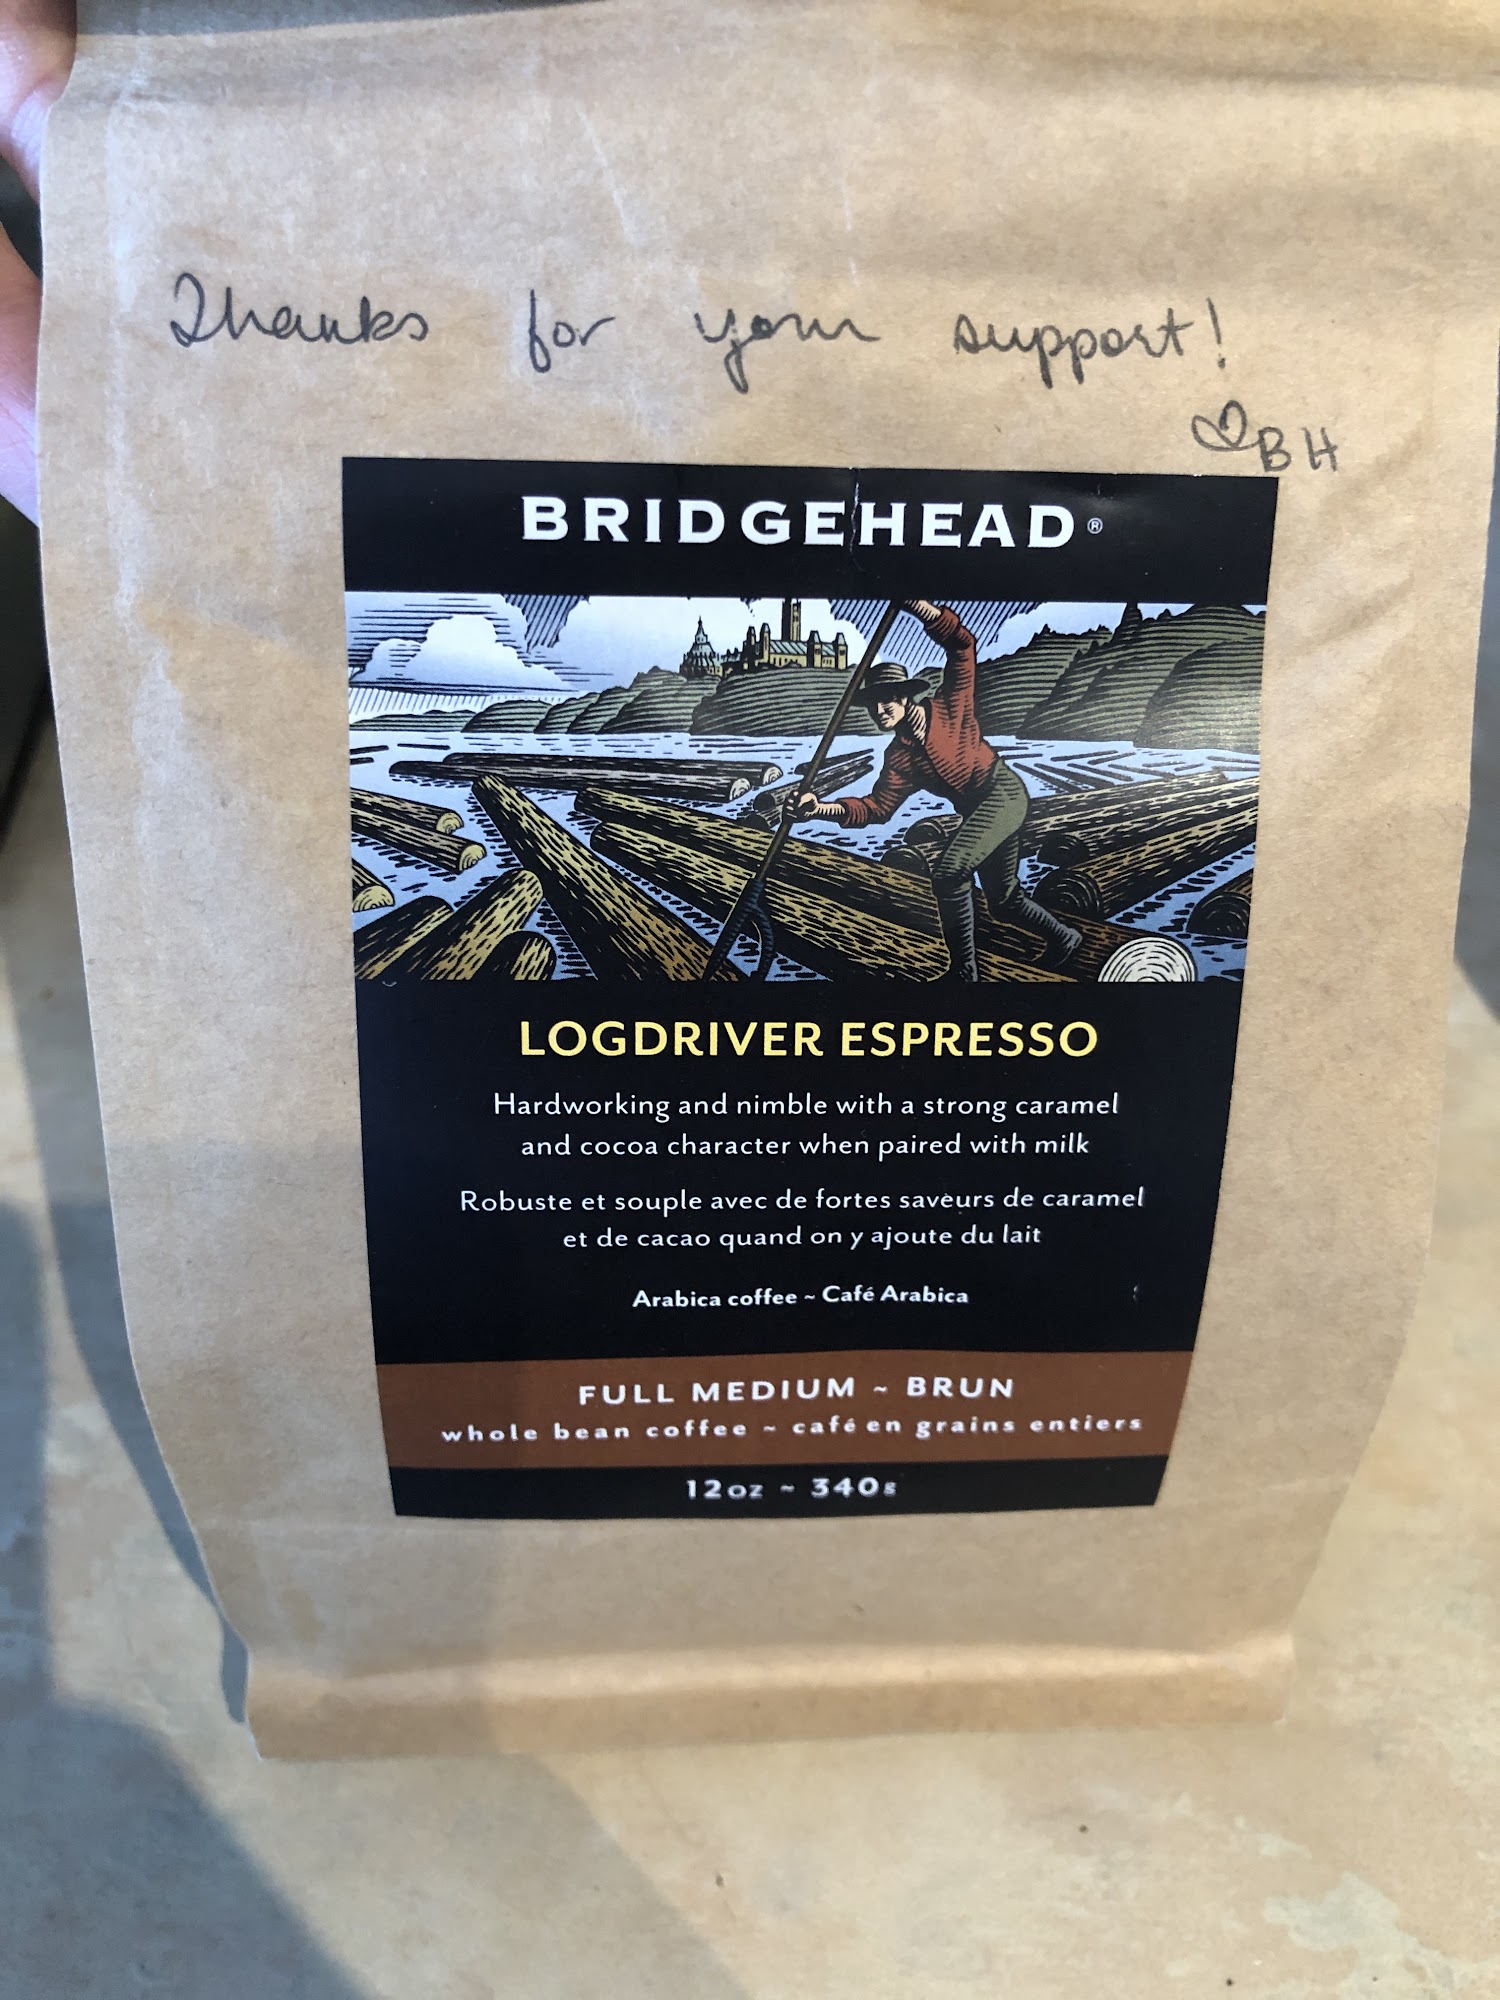 Thanks for your support!
♡BH
BRIDGEHEAD®
LOGDRIVER ESPRESSO
Hardworking and nimble with a strong caramel
and cocoa character when paired with milk
Robuste et souple avec de fortes saveurs de caramel
et de cacao quand on y ajoute du lait
Arabica coffee ~ Café Arabica
FULL MEDIUM ~ BRUN
whole bean coffee ~ café en grains entiers
12oz ~ 340g